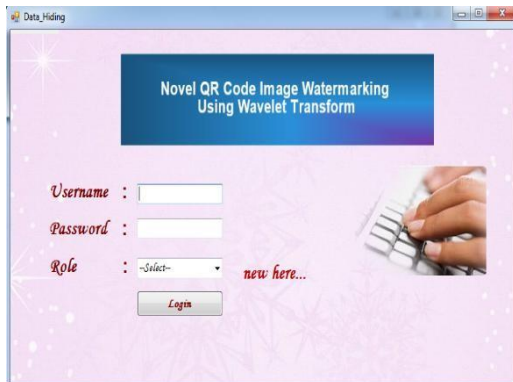 Data_Hiding
Novel QR Code Image Watermarking
Using Wavelet Transform
Username :
Password :
Role : --Select--
new here...
Login